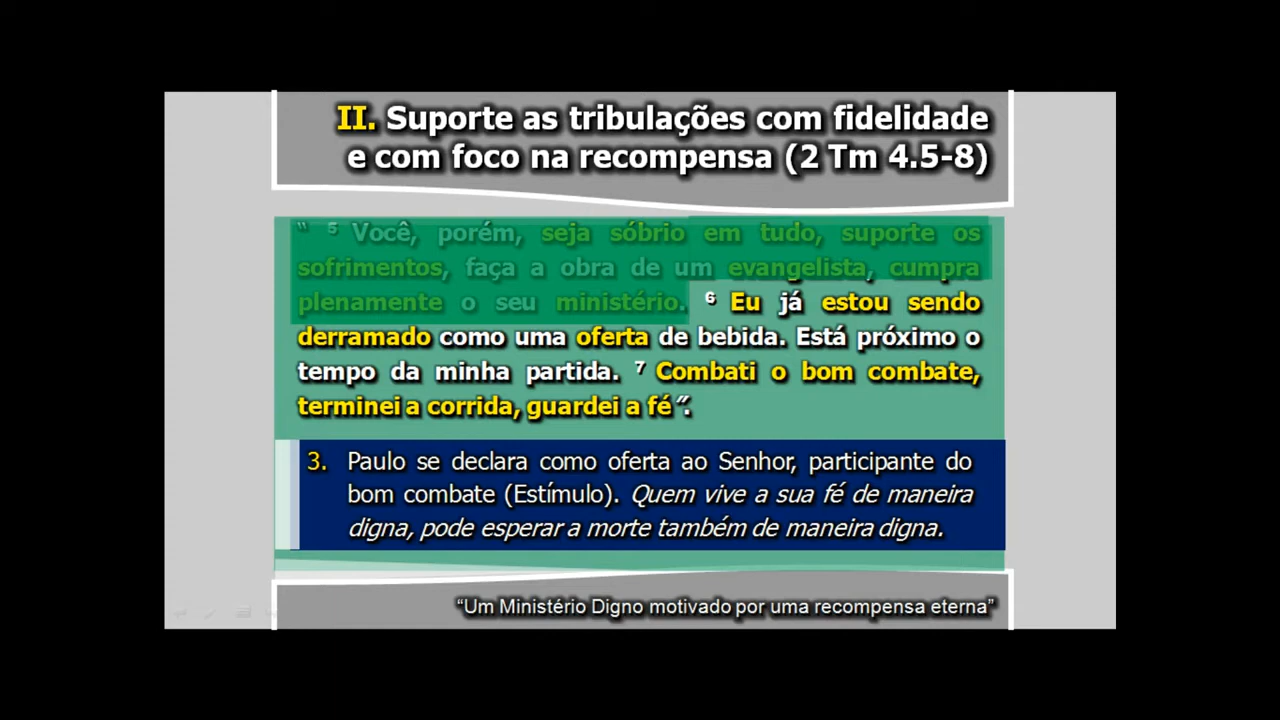 II. Suporte as tribulações com fidelidade
e com foco na recompensa (2 Tm 4.5-8)
“ 5 Você, porém, seja sóbrio em tudo, suporte os
sofrimentos, faça a obra de um evangelista, cumpra
plenamente o seu ministério. 6 Eu já estou sendo
derramado como uma oferta de bebida. Está próximo o
tempo da minha partida. 7 Combati o bom combate,
terminei a corrida, guardei a fé”.
3. Paulo se declara como oferta ao Senhor, participante do
bom combate (Estímulo). Quem vive a sua fé de maneira
digna, pode esperar a morte também de maneira digna.
“Um Ministério Digno motivado por uma recompensa eterna”